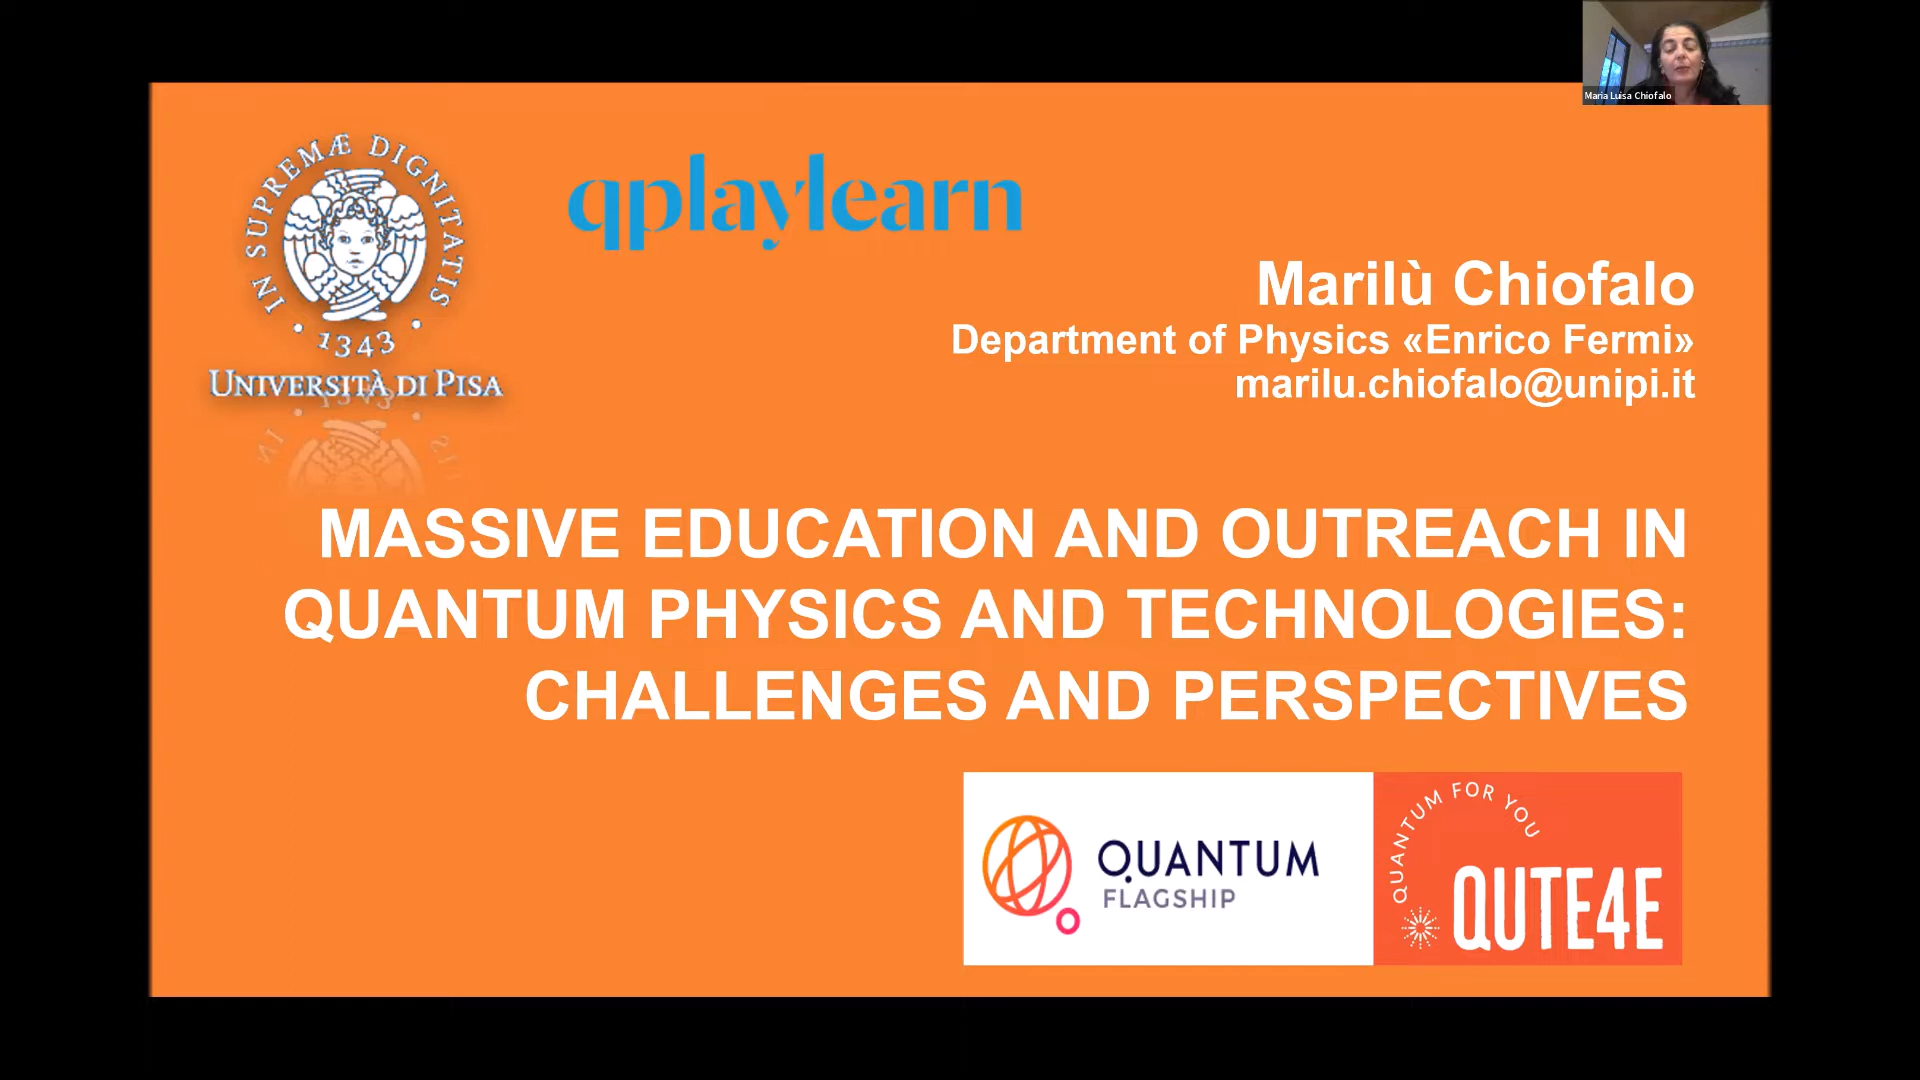 Maria Luisa Chiofalo
IN SUPREMÆ DIGNITATIS
· 1343 ·
UNIVERSITÀ DI PISA
qplaylearn
Marilù Chiofalo
Department of Physics «Enrico Fermi»
marilu.chiofalo@unipi.it
MASSIVE EDUCATION AND OUTREACH IN
QUANTUM PHYSICS AND TECHNOLOGIES:
CHALLENGES AND PERSPECTIVES
QUANTUM
FLAGSHIP
QUANTUM FOR YOU
QUTE4E